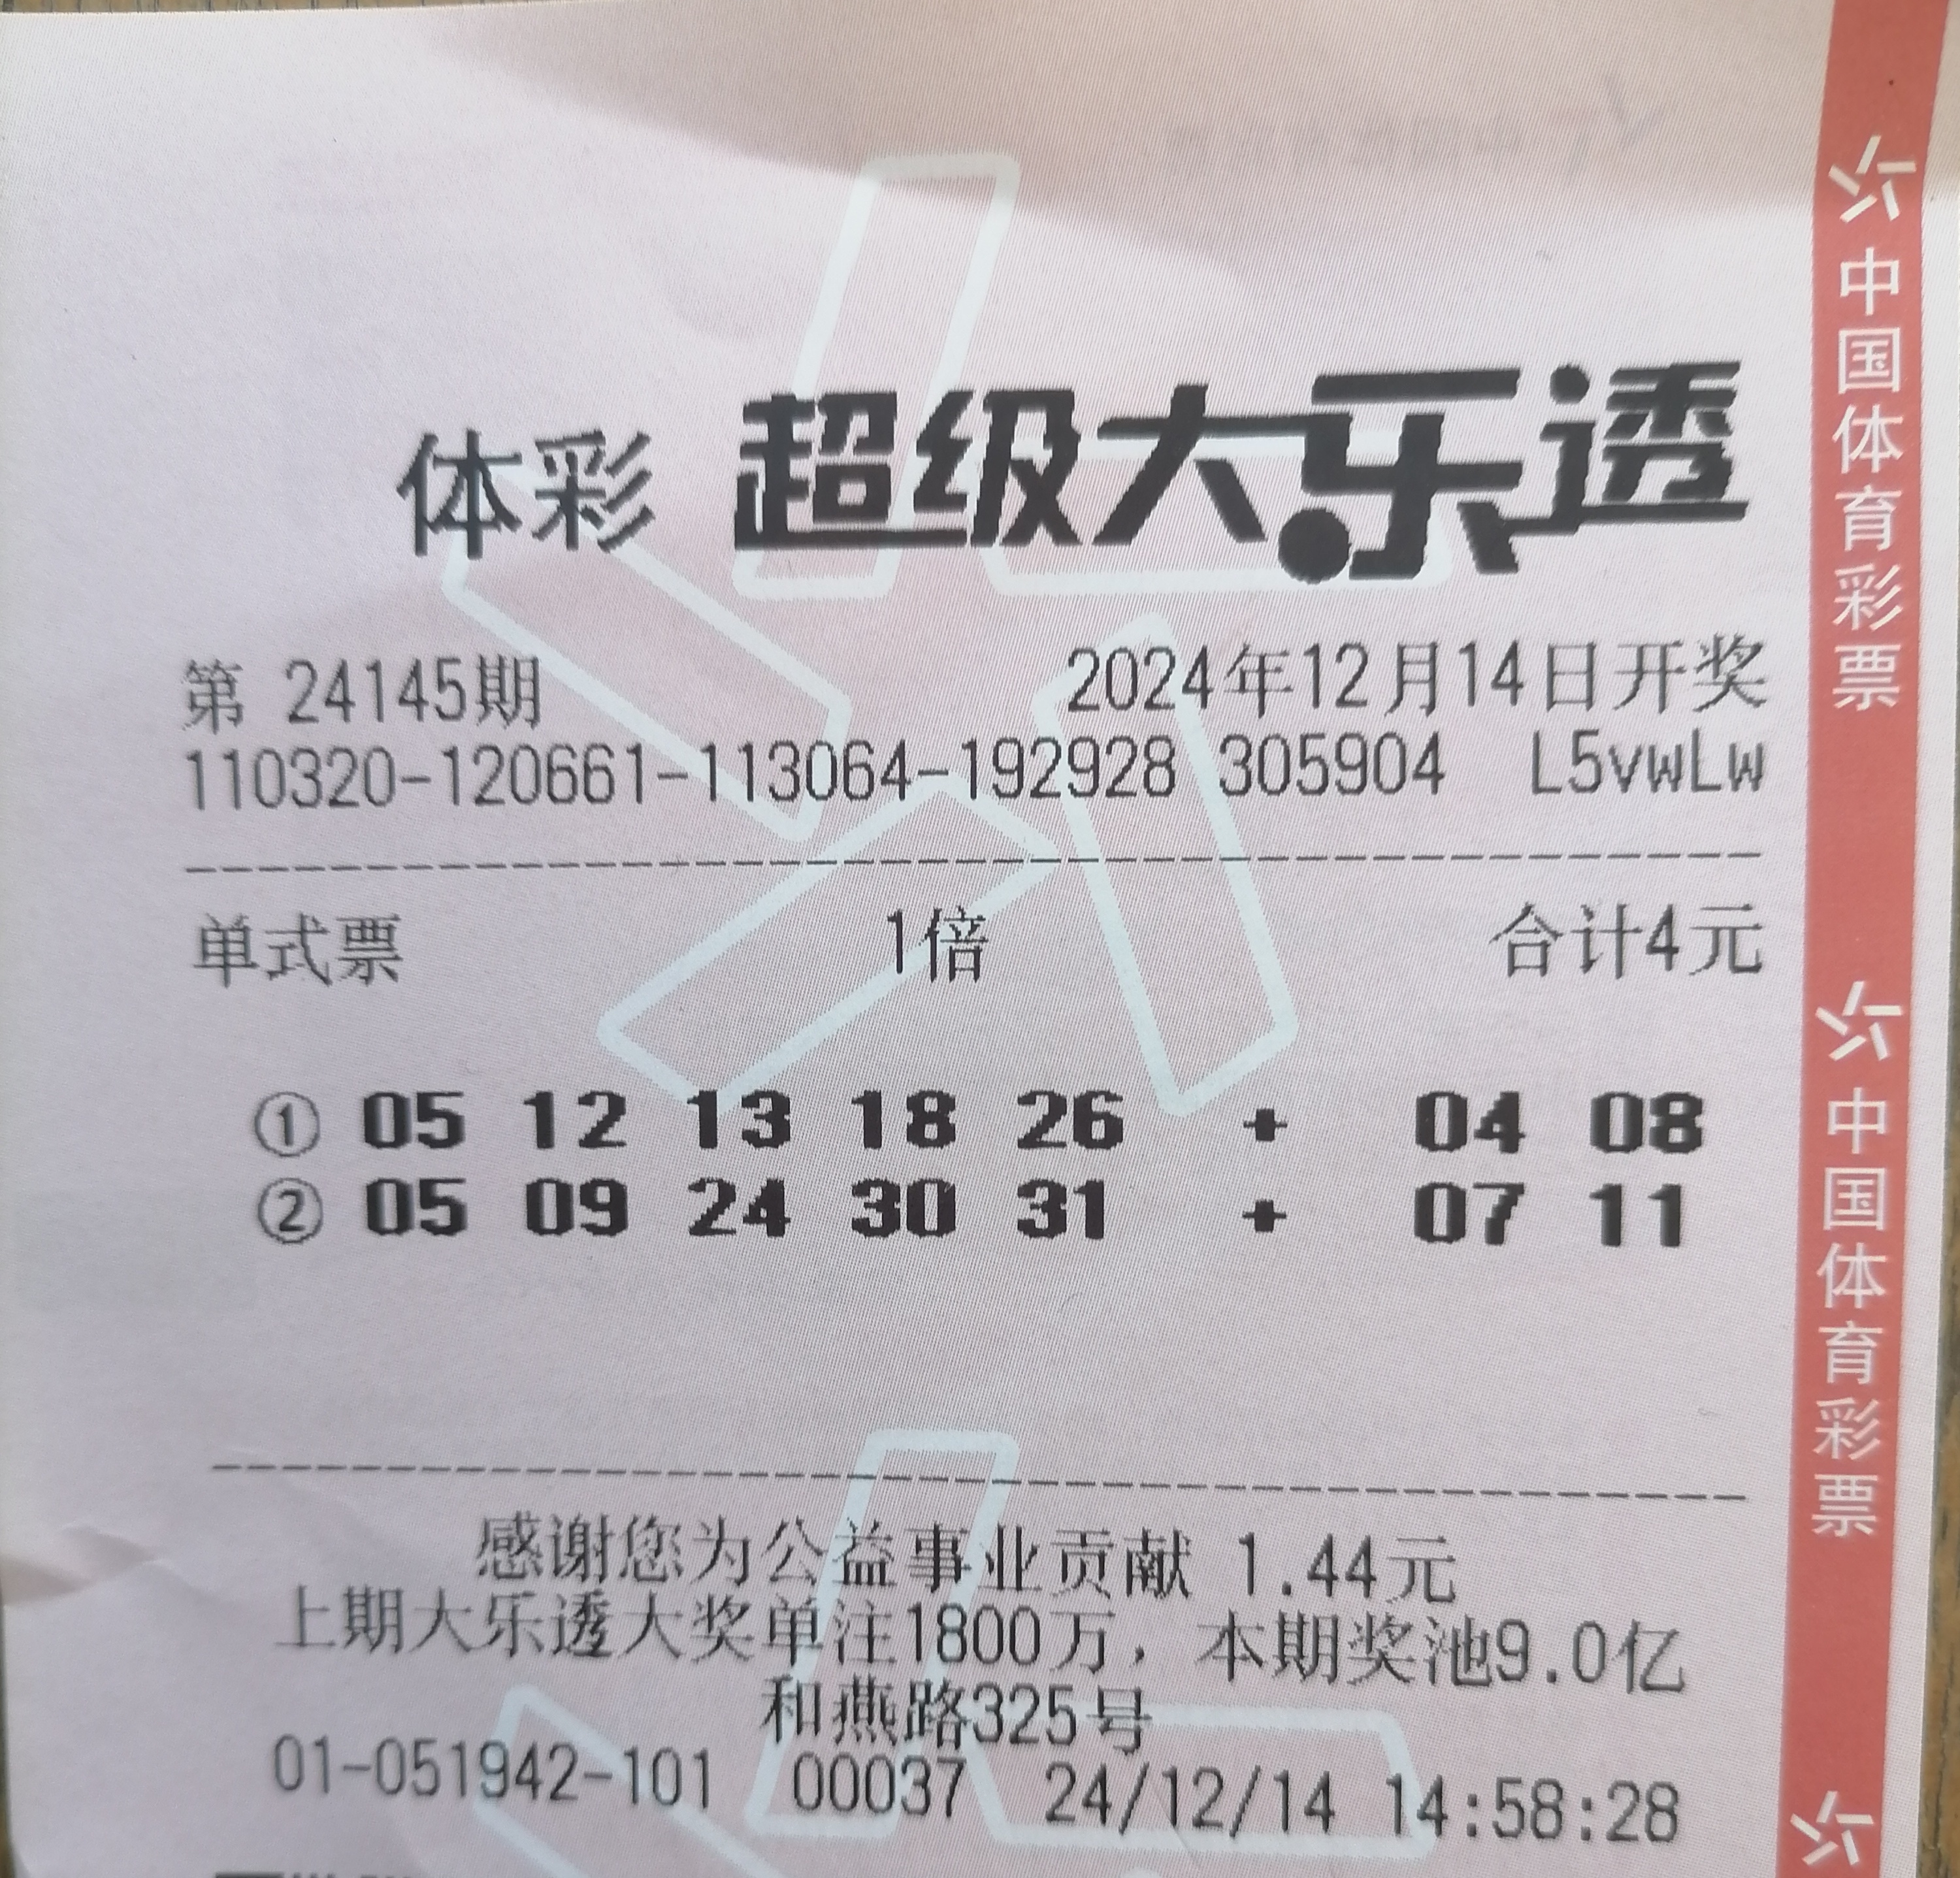 体彩 超级大乐透
第 24145期 2024年12月14日开奖
110320-120661-113064-192928 305904 L5vwLw
单式票 1倍 合计4元
① 05 12 13 18 26 + 04 08
② 05 09 24 30 31 + 07 11
感谢您为公益事业贡献 1.44元
上期大乐透大奖单注1800万，本期奖池9.0亿
和燕路325号
01-051942-101 00037 24/12/14 14:58:28
中国体育彩票
中国体育彩票